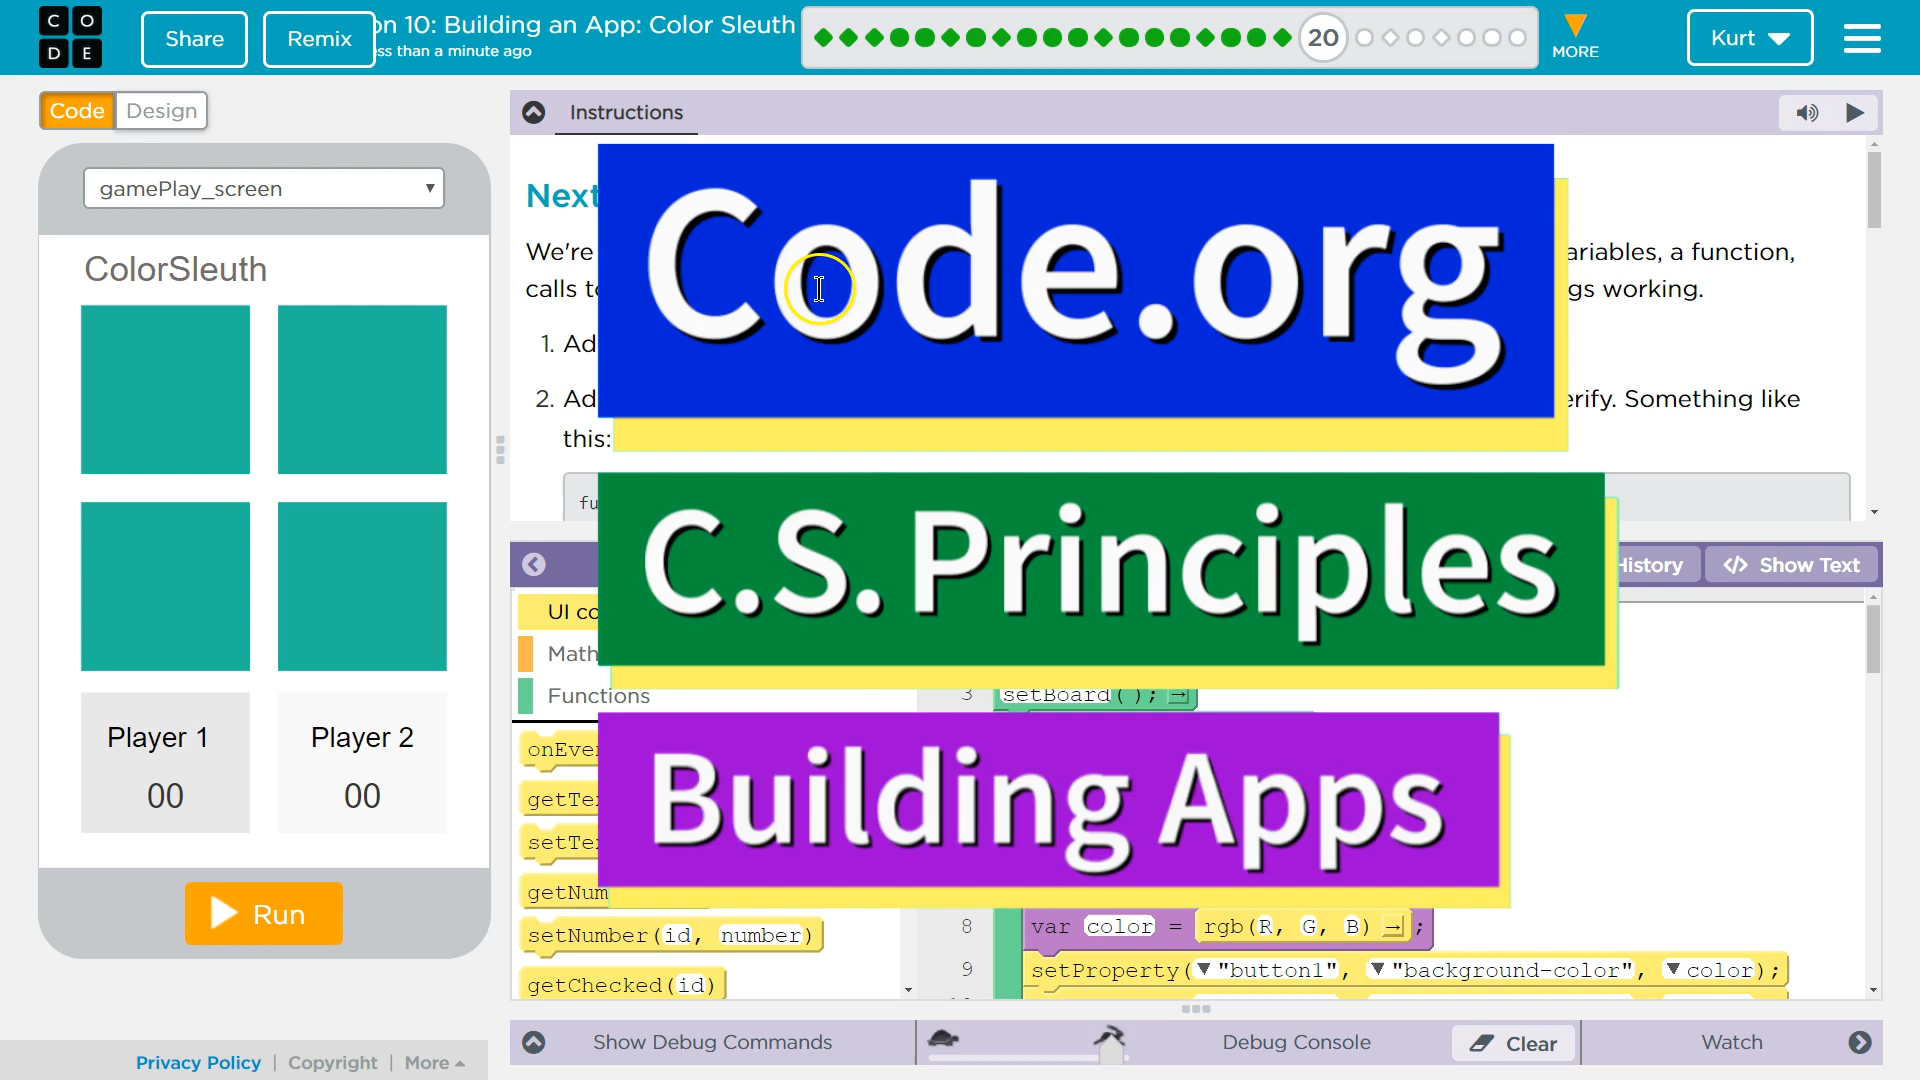 C O D E
Share
Remix
on 10: Building an App: Color Sleuth
ess than a minute ago
20
MORE
Kurt
Code
Design
Instructions
gamePlay_screen
ColorSleuth
Player 1
00
Player 2
00
Run
Next
We're
ariables, a function,
calls to
gs working.
1. Ad
2. Ad
erify. Something like
this:
fu
Code.org
C.S. Principles
Building Apps
History
Show Text
UI co
Math
Functions
onEve
getTe
setTe
getNum
setNumber(id, number)
getChecked(id)
3 setBoard();
8 var color = rgb(R, G, B);
9 setProperty("button1", "background-color", color);
Show Debug Commands
Debug Console
Clear
Watch
Privacy Policy | Copyright | More